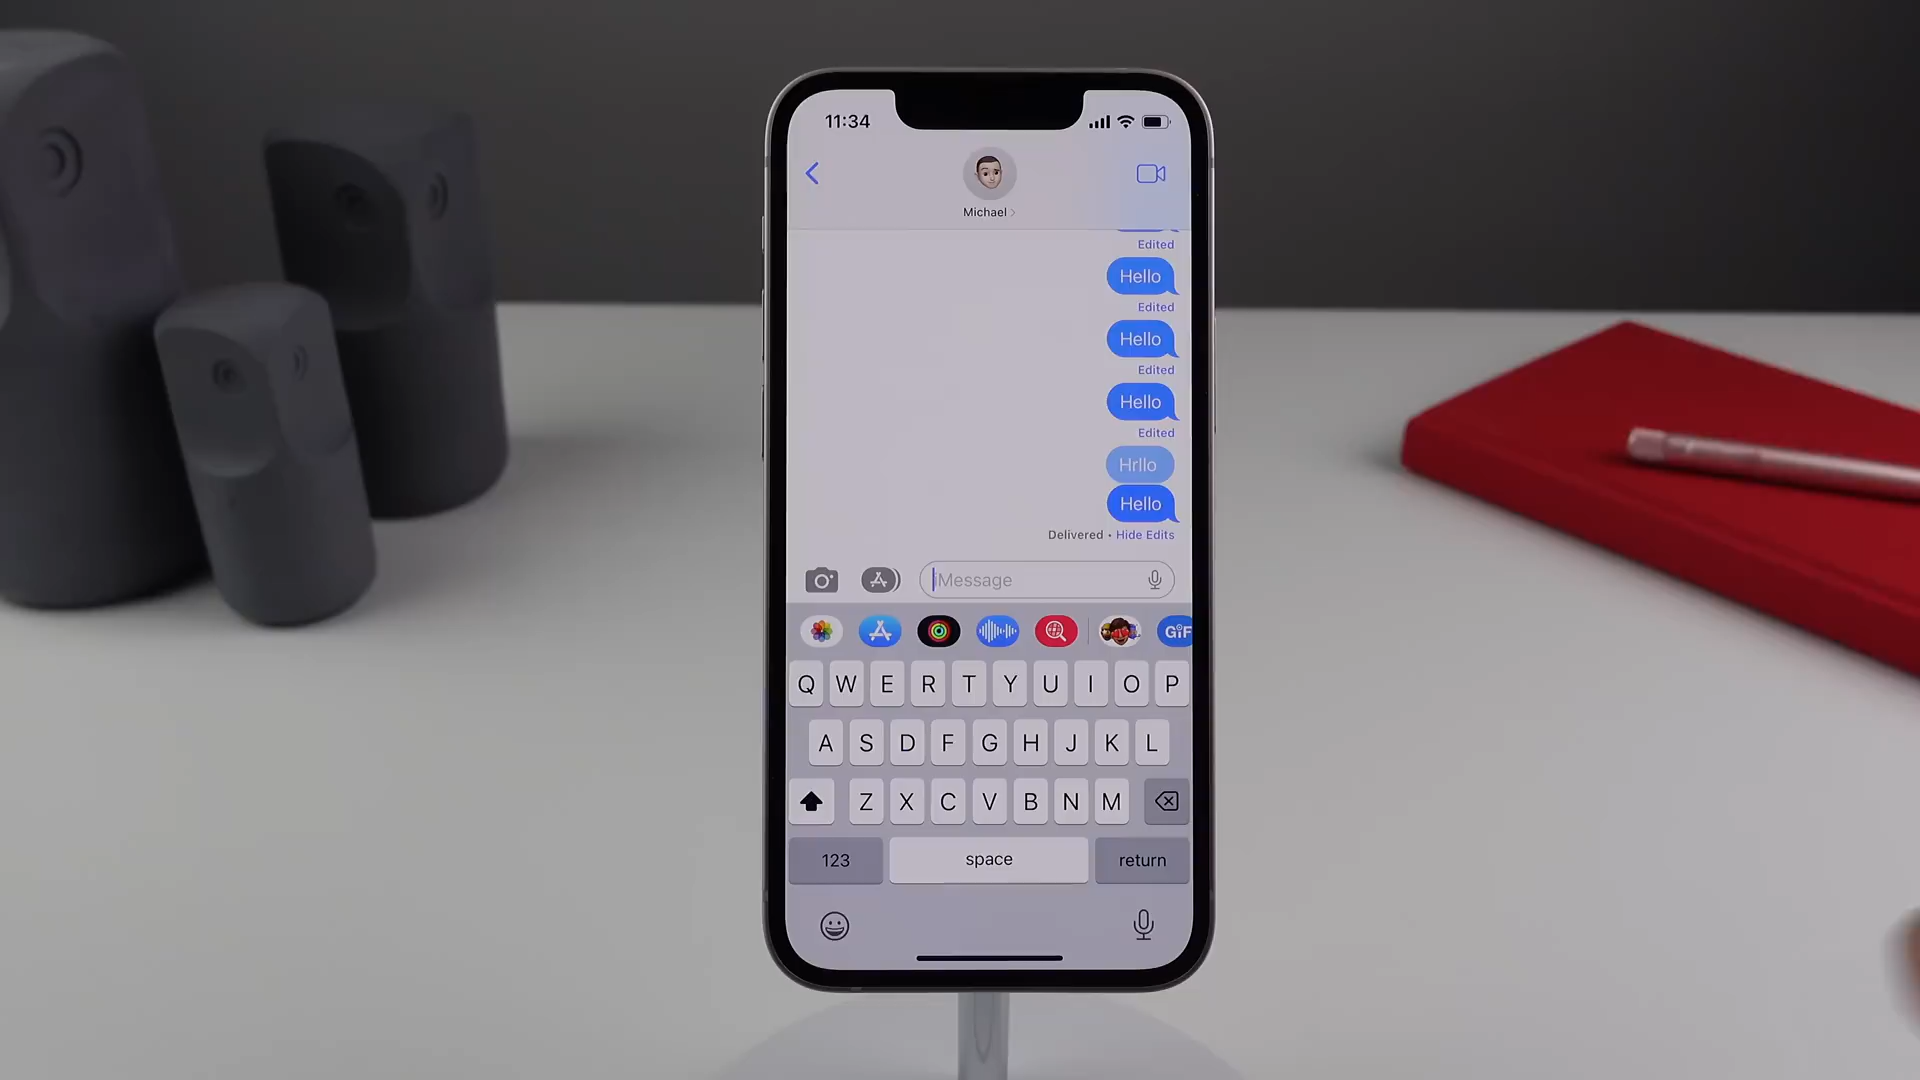 11:34
Michael >
Edited
Hello
Edited
Hello
Edited
Hello
Edited
Hrllo
Hello
Delivered • Hide Edits
iMessage
GIF
Q W E R T Y U I O P
A S D F G H J K L
Z X C V B N M
123 space return